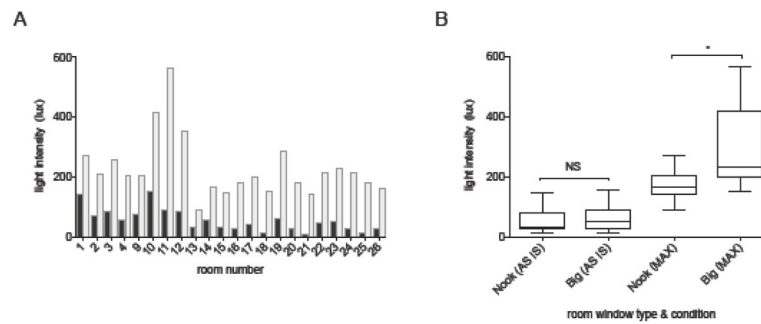 A
600
400
200
0
light intensity (lux)
1 2 3 4 9 10 11 12 13 14 15 16 17 18 19 20 21 22 23 24 25 26
room number
B
600
400
200
0
light intensity (lux)
NS
*
Nook (AS IS)
Big (AS IS)
Nook (MAX)
Big (MAX)
room window type & condition